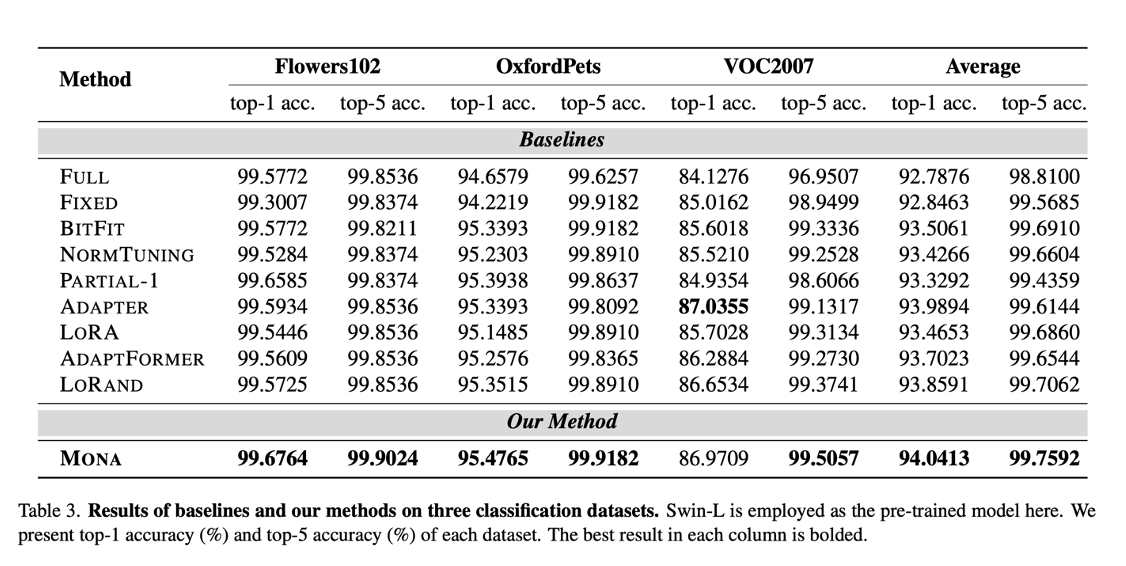 Method Flowers102 OxfordPets VOC2007 Average
top-1 acc. top-5 acc. top-1 acc. top-5 acc. top-1 acc. top-5 acc. top-1 acc. top-5 acc.
Baselines
FULL 99.5772 99.8536 94.6579 99.6257 84.1276 96.9507 92.7876 98.8100
FIXED 99.3007 99.8374 94.2219 99.9182 85.0162 98.9499 92.8463 99.5685
BITFIT 99.5772 99.8211 95.3393 99.9182 85.6018 99.3336 93.5061 99.6910
NORMTUNING 99.5284 99.8374 95.2303 99.8910 85.5210 99.2528 93.4266 99.6604
PARTIAL-1 99.6585 99.8374 95.3938 99.8637 84.9354 98.6066 93.3292 99.4359
ADAPTER 99.5934 99.8536 95.3393 99.8092 87.0355 99.1317 93.9894 99.6144
LORA 99.5446 99.8536 95.1485 99.8910 85.7028 99.3134 93.4653 99.6860
ADAPTFORMER 99.5609 99.8536 95.2576 99.8365 86.2884 99.2730 93.7023 99.6544
LORAND 99.5725 99.8536 95.3515 99.8910 86.6534 99.3741 93.8591 99.7062
Our Method
MONA 99.6764 99.9024 95.4765 99.9182 86.9709 99.5057 94.0413 99.7592
Table 3. Results of baselines and our methods on three classification datasets. Swin-L is employed as the pre-trained model here. We
present top-1 accuracy (%) and top-5 accuracy (%) of each dataset. The best result in each column is bolded.